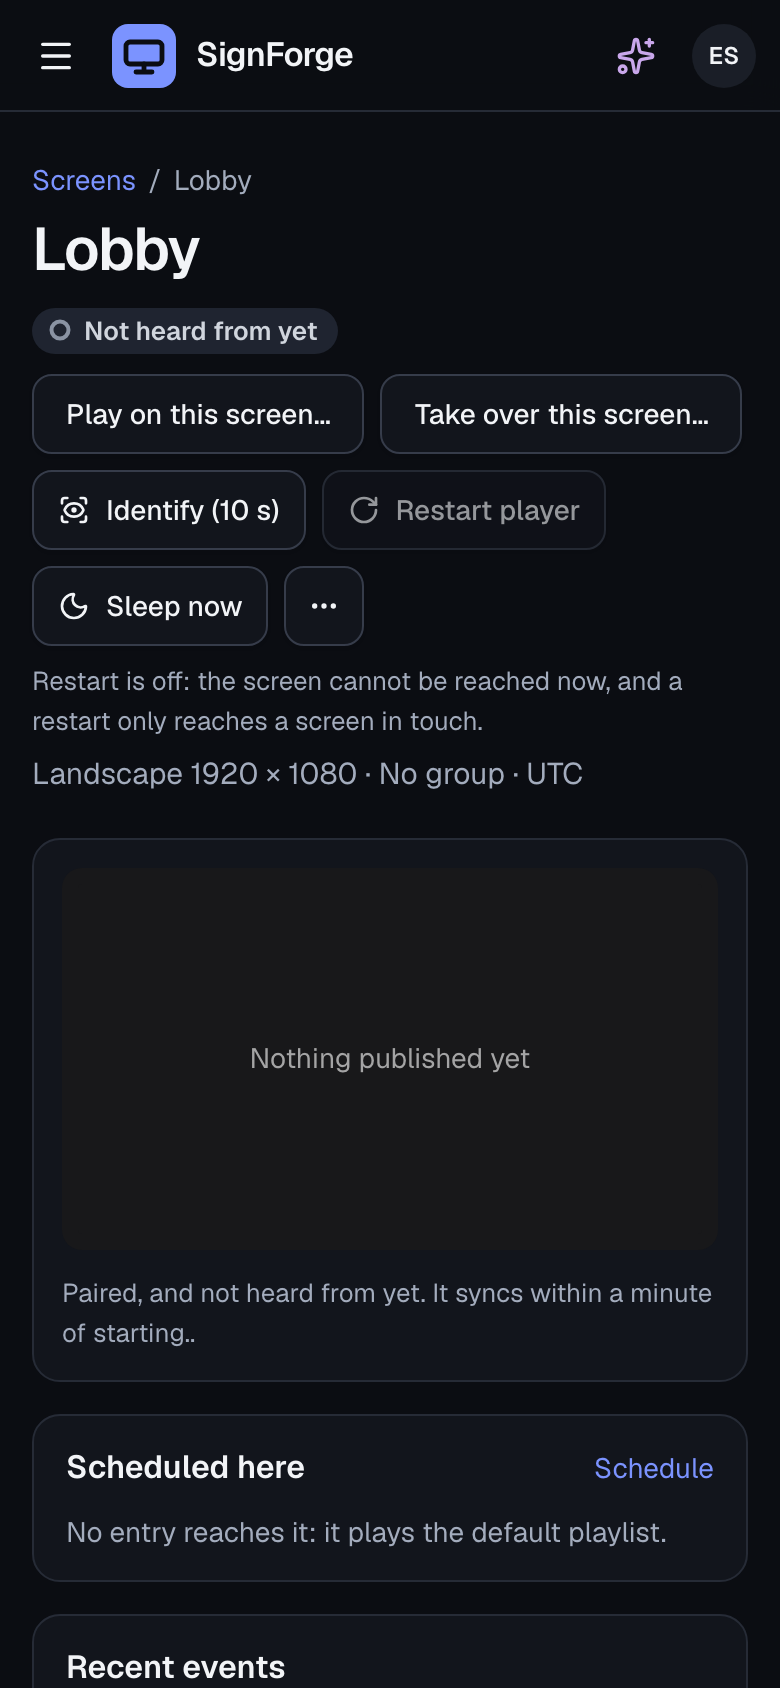 SignForge
ES
Screens / Lobby
Lobby
Not heard from yet
Play on this screen...
Take over this screen...
Identify (10 s)
Restart player
Sleep now
Restart is off: the screen cannot be reached now, and a
restart only reaches a screen in touch.
Landscape 1920 × 1080 · No group · UTC
Nothing published yet
Paired, and not heard from yet. It syncs within a minute
of starting..
Scheduled here
Schedule
No entry reaches it: it plays the default playlist.
Recent events